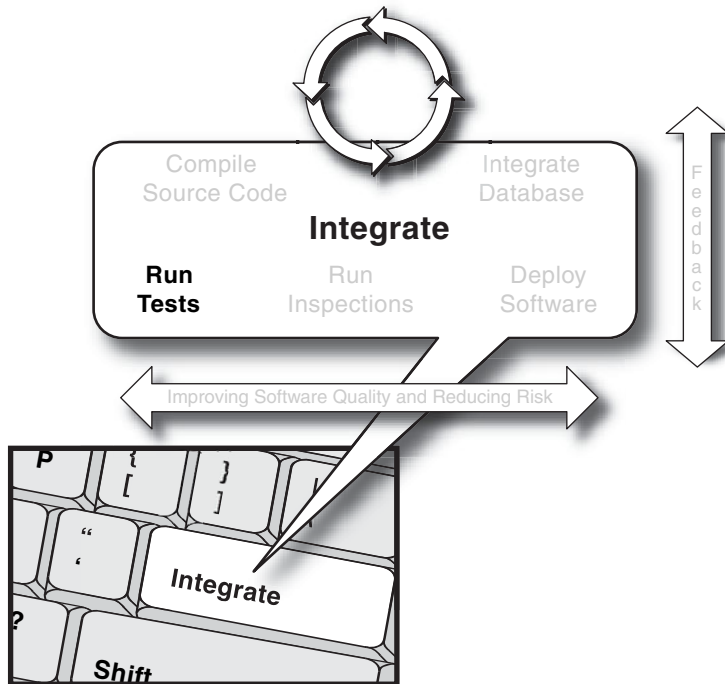 Compile
Source Code
Integrate
Database
Integrate
Run
Tests
Run
Inspections
Deploy
Software
Feedback
Improving Software Quality and Reducing Risk
P
{
[
}
]
|
\
“
‘
Integrate
?
Shift